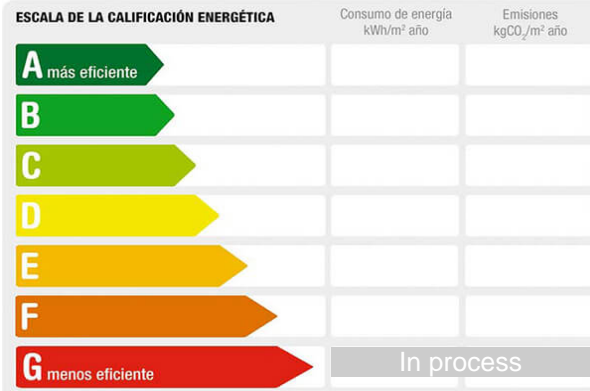 ESCALA DE LA CALIFICACIÓN ENERGÉTICA
Consumo de energía
kWh/m² año
Emisiones
kgCO₂/m² año
A más eficiente
B
C
D
E
F
G menos eficiente
In process